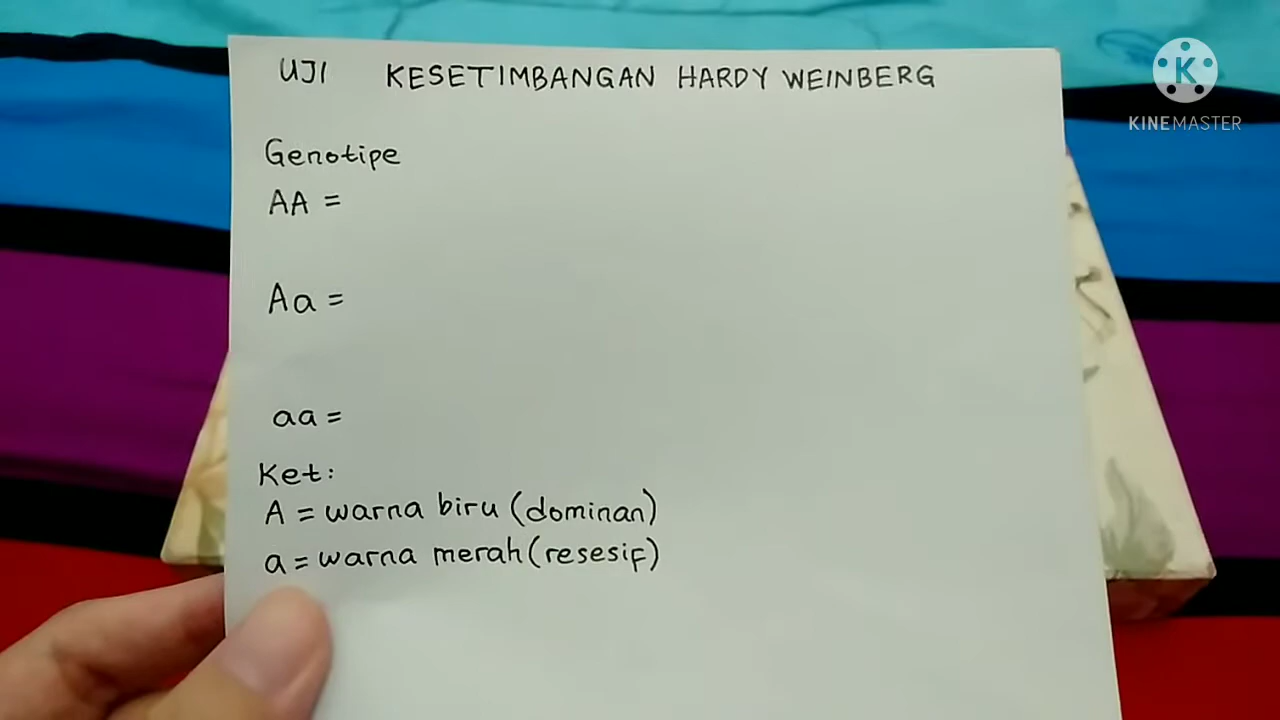 UJI KESETIMBANGAN HARDY WEINBERG
K
KINEMASTER
Genotipe
AA =
Aa =
aa =
Ket:
A = warna biru (dominan)
a = warna merah (resesif)